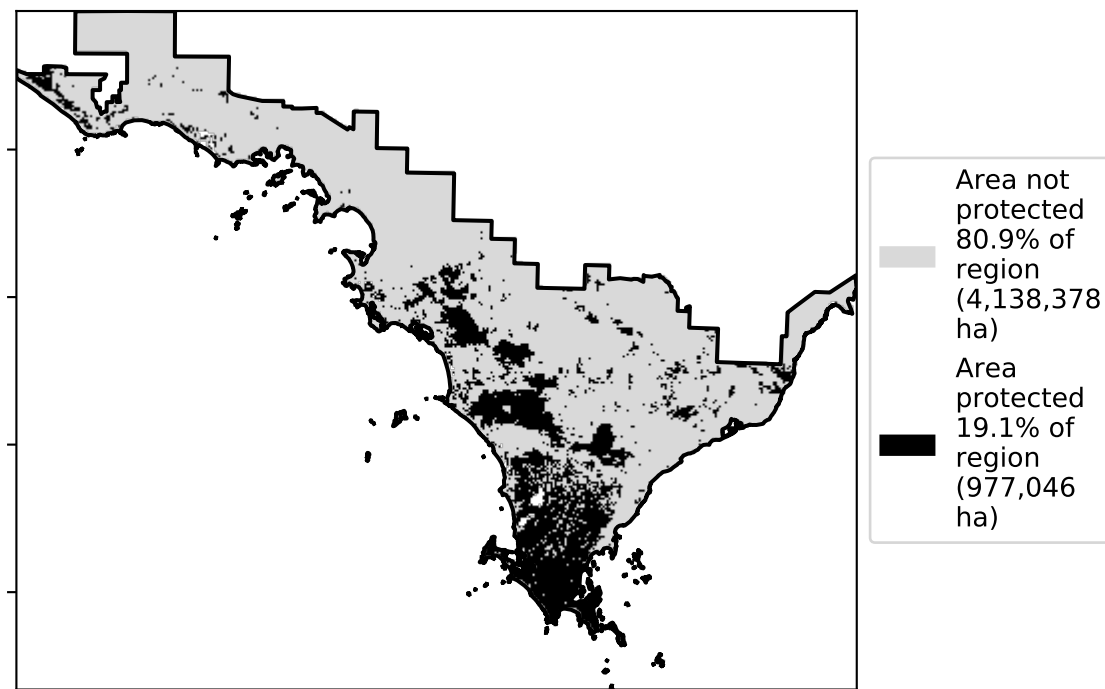 Area not
protected
80.9% of
region
(4,138,378
ha)
Area
protected
19.1% of
region
(977,046
ha)